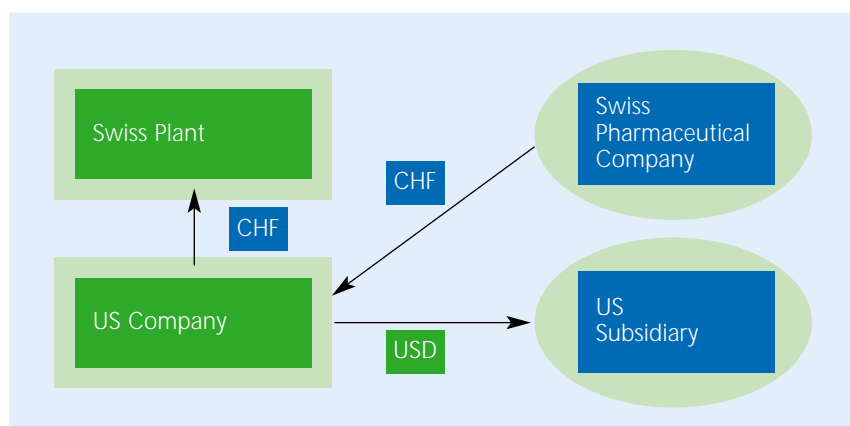 Swiss Plant
Swiss
Pharmaceutical
Company
CHF
CHF
US Company
US
Subsidiary
USD